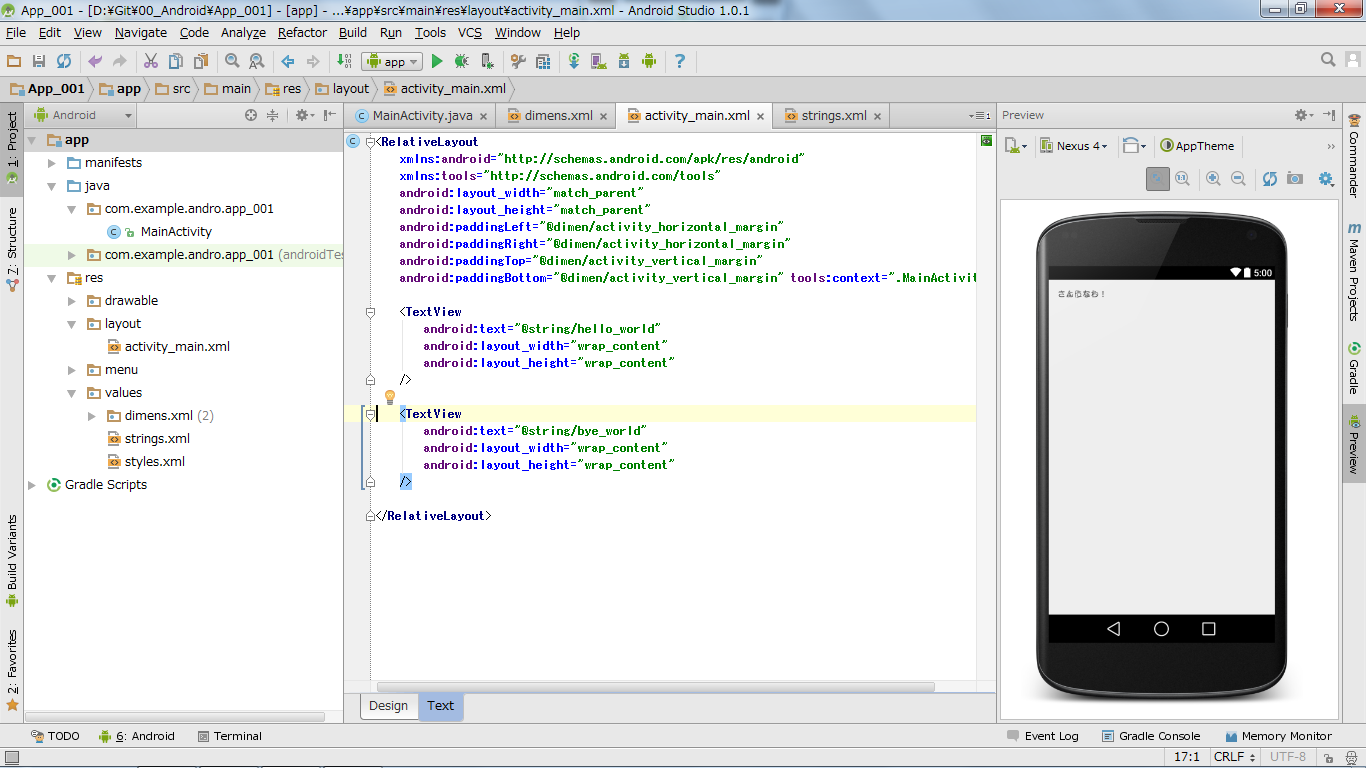 App_001 - [D:¥Git¥00_Android¥App_001] - [app] - ...¥app¥src¥main¥res¥layout¥activity_main.xml - Android Studio 1.0.1
File Edit View Navigate Code Analyze Refactor Build Run Tools VCS Window Help
app
App_001 app src main res layout activity_main.xml
Android
MainActivity.java dimens.xml activity_main.xml strings.xml
Preview
1: Project
7: Structure
Build Variants
2: Favorites
app
manifests
java
com.example.andro.app_001
MainActivity
com.example.andro.app_001 (androidTes
res
drawable
layout
activity_main.xml
menu
values
dimens.xml (2)
strings.xml
styles.xml
Gradle Scripts
<RelativeLayout
xmlns:android="http://schemas.android.com/apk/res/android"
xmlns:tools="http://schemas.android.com/tools"
android:layout_width="match_parent"
android:layout_height="match_parent"
android:paddingLeft="@dimen/activity_horizontal_margin"
android:paddingRight="@dimen/activity_horizontal_margin"
android:paddingTop="@dimen/activity_vertical_margin"
android:paddingBottom="@dimen/activity_vertical_margin" tools:context=".MainActivit
<TextView
android:text="@string/hello_world"
android:layout_width="wrap_content"
android:layout_height="wrap_content"
/>
<TextView
android:text="@string/bye_world"
android:layout_width="wrap_content"
android:layout_height="wrap_content"
/>
</RelativeLayout>
Design Text
Nexus 4 AppTheme
1:1
5:00
Commander
Maven Projects
Gradle
Preview
TODO 6: Android Terminal Event Log Gradle Console Memory Monitor
17:1 CRLF UTF-8